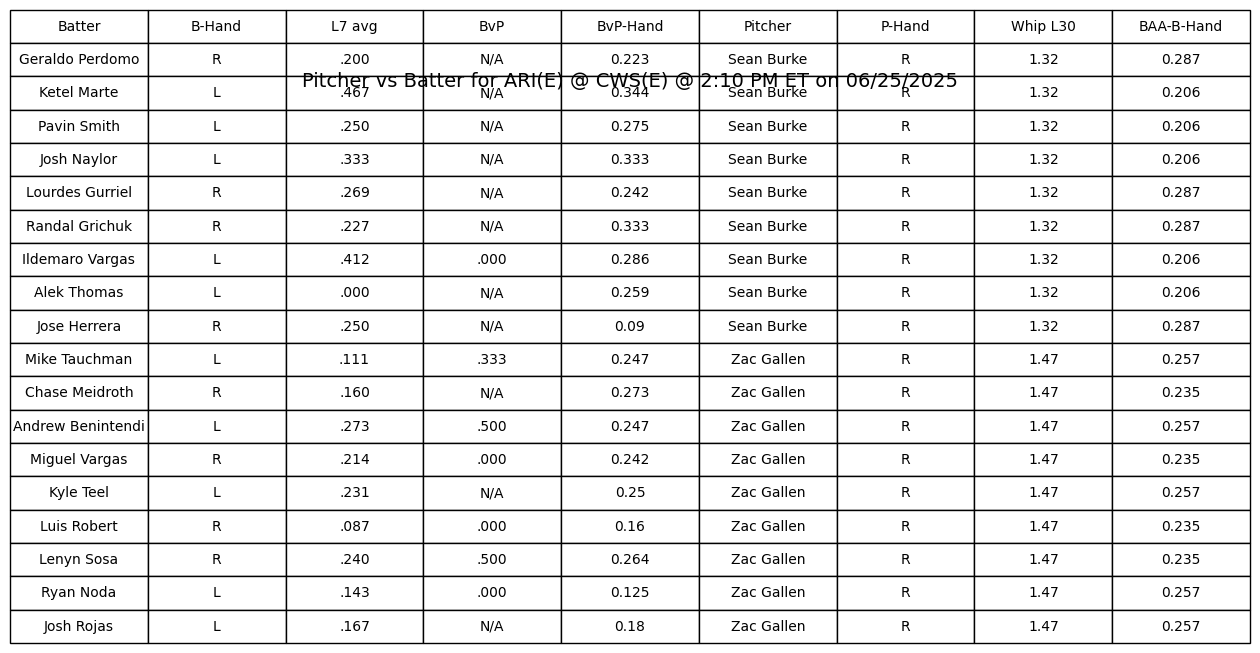 Batter B-Hand L7 avg BvP BvP-Hand Pitcher P-Hand Whip L30 BAA-B-Hand
Geraldo Perdomo R .200 N/A 0.223 Sean Burke R 1.32 0.287
Pitcher vs Batter for ARI(E) @ CWS(E) @ 2:10 PM ET on 06/25/2025
Ketel Marte L .467 N/A 0.344 Sean Burke R 1.32 0.206
Pavin Smith L .250 N/A 0.275 Sean Burke R 1.32 0.206
Josh Naylor L .333 N/A 0.333 Sean Burke R 1.32 0.206
Lourdes Gurriel R .269 N/A 0.242 Sean Burke R 1.32 0.287
Randal Grichuk R .227 N/A 0.333 Sean Burke R 1.32 0.287
Ildemaro Vargas L .412 .000 0.286 Sean Burke R 1.32 0.206
Alek Thomas L .000 N/A 0.259 Sean Burke R 1.32 0.206
Jose Herrera R .250 N/A 0.09 Sean Burke R 1.32 0.287
Mike Tauchman L .111 .333 0.247 Zac Gallen R 1.47 0.257
Chase Meidroth R .160 N/A 0.273 Zac Gallen R 1.47 0.235
Andrew Benintendi L .273 .500 0.247 Zac Gallen R 1.47 0.257
Miguel Vargas R .214 .000 0.242 Zac Gallen R 1.47 0.235
Kyle Teel L .231 N/A 0.25 Zac Gallen R 1.47 0.257
Luis Robert R .087 .000 0.16 Zac Gallen R 1.47 0.235
Lenyn Sosa R .240 .500 0.264 Zac Gallen R 1.47 0.235
Ryan Noda L .143 .000 0.125 Zac Gallen R 1.47 0.257
Josh Rojas L .167 N/A 0.18 Zac Gallen R 1.47 0.257